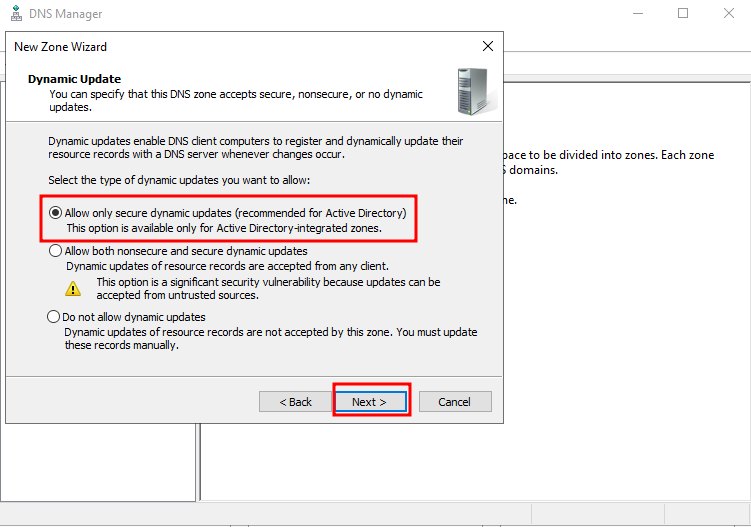 DNS Manager
New Zone Wizard
Dynamic Update
You can specify that this DNS zone accepts secure, nonsecure, or no dynamic
updates.
Dynamic updates enable DNS client computers to register and dynamically update their
resource records with a DNS server whenever changes occur.
Select the type of dynamic updates you want to allow:
Allow only secure dynamic updates (recommended for Active Directory)
This option is available only for Active Directory-integrated zones.
Allow both nonsecure and secure dynamic updates
Dynamic updates of resource records are accepted from any client.
This option is a significant security vulnerability because updates can be
accepted from untrusted sources.
Do not allow dynamic updates
Dynamic updates of resource records are not accepted by this zone. You must update
these records manually.
< Back
Next >
Cancel
to be divided into zones. Each zone
domains.